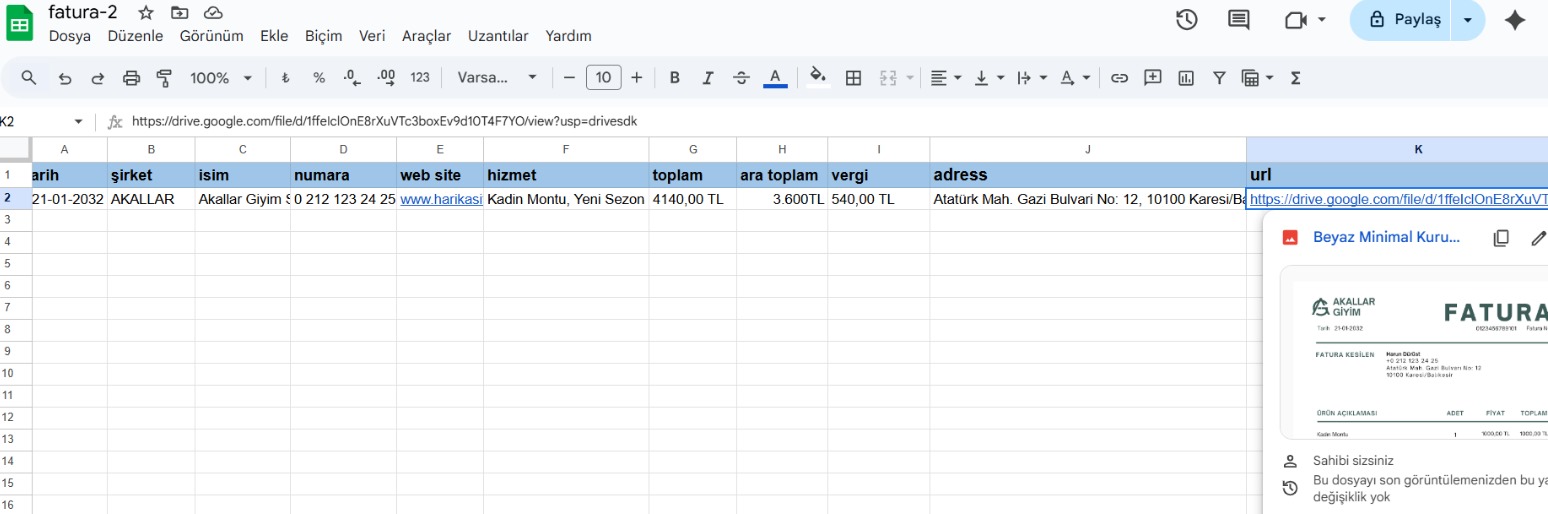 fatura-2
Dosya Düzenle Görünüm Ekle Biçim Veri Araçlar Uzantılar Yardım
Paylaş
100% ₺ % .0 .00 123 Varsa... 10 B I A A Σ
K2 fx https://drive.google.com/file/d/1ffeIclOnE8rXuVTc3boxEv9d10T4F7YO/view?usp=drivesdk
A B C D E F G H I J K
1 arih şirket isim numara web site hizmet toplam ara toplam vergi adress url
2 21-01-2032 AKALLAR Akallar Giyim S 0 212 123 24 25 www.harikasi Kadin Montu, Yeni Sezon 4140,00 TL 3.600TL 540,00 TL Atatürk Mah. Gazi Bulvari No: 12, 10100 Karesi/Ba https://drive.google.com/file/d/1ffeIclOnE8rXuVT
3
4
5
6
7
8
9
10
11
12
13
14
15
16
Beyaz Minimal Kuru...
AKALLAR
GİYİM
FATURA
Tarih 21-01-2032
0123456789101 Fatura N
FATURA KESİLEN
Harun Dürüst
+0 212 123 24 25
Atatürk Mah. Gazi Bulvarı No: 12
10100 Karesi/Balıkesir
ÜRÜN AÇIKLAMASI ADET FİYAT TOPLAM
Kadın Montu 1 1000,00 TL 1000,00 TL
Sahibi sizsiniz
Bu dosyayı son görüntülemenizden bu ya
değişiklik yok